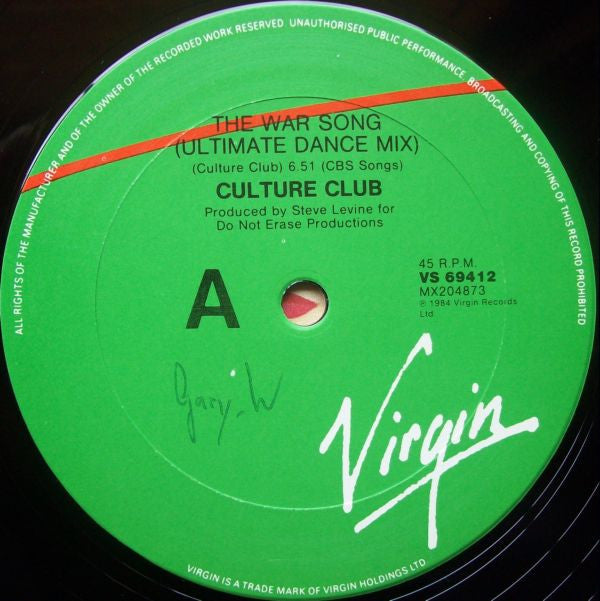 ALL RIGHTS OF THE MANUFACTURER AND OF THE OWNER OF THE RECORDED WORK RESERVED UNAUTHORISED PUBLIC PERFORMANCE, BROADCASTING AND COPYING OF THIS RECORD PROHIBITED
THE WAR SONG
(ULTIMATE DANCE MIX)
(Culture Club) 6.51 (CBS Songs)
CULTURE CLUB
Produced by Steve Levine for
Do Not Erase Productions
A
45 R.P.M.
VS 69412
MX204873
℗ 1984 Virgin Records
Ltd
Gary. W
Virgin
VIRGIN IS A TRADE MARK OF VIRGIN HOLDINGS LTD